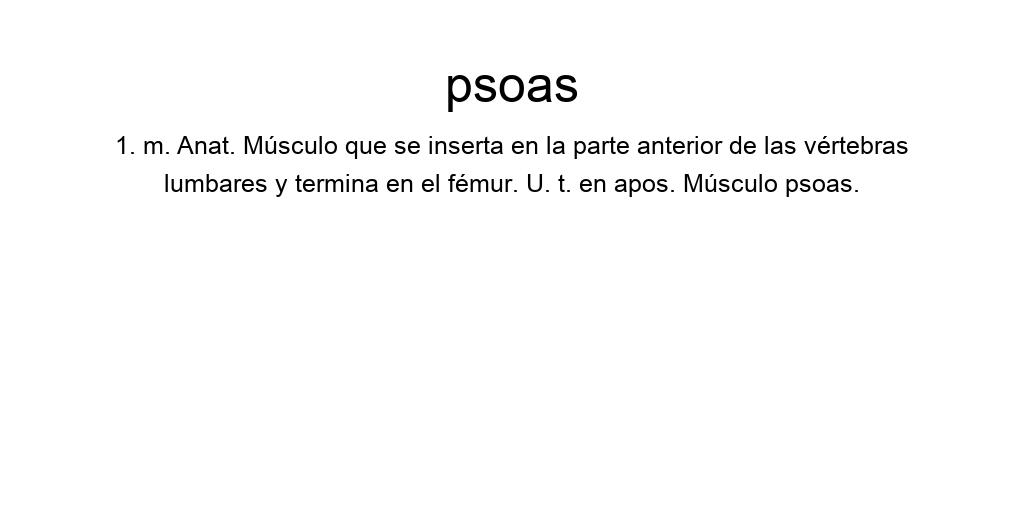 psoas
1. m. Anat. Músculo que se inserta en la parte anterior de las vértebras
lumbares y termina en el fémur. U. t. en apos. Músculo psoas.